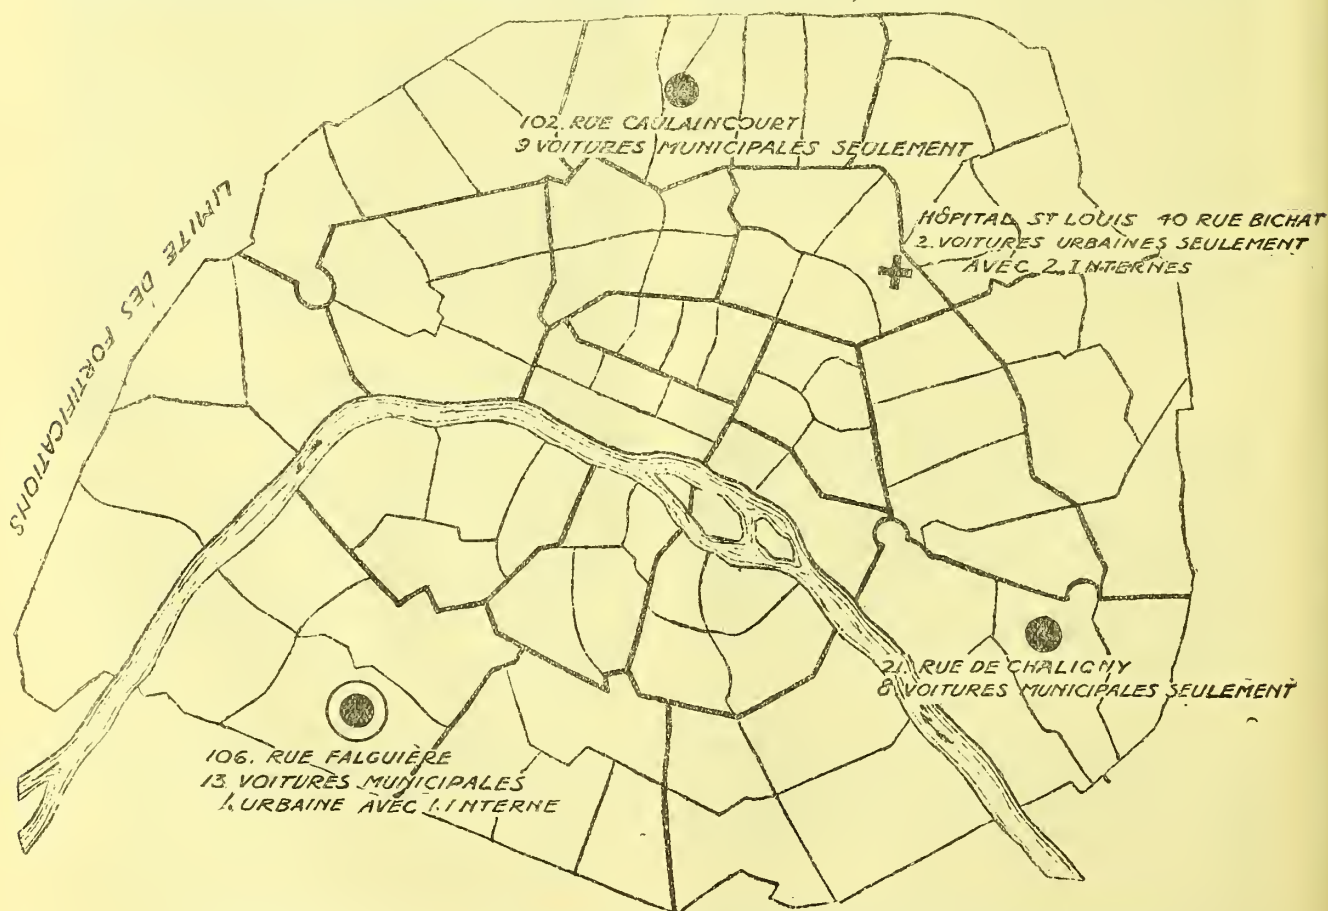 102. RUE CAULAINCOURT
9 VOITURES MUNICIPALES SEULEMENT
HÔPITAL ST LOUIS 40 RUE BICHAT
2. VOITURES URBAINES SEULEMENT
AVEC 2. INTERNES
LIMITE DES FORTIFICATIONS
21. RUE DE CHALIGNY
8. VOITURES MUNICIPALES SEULEMENT
106. RUE FALGUIÈRE
13. VOITURES MUNICIPALES
1. URBAINE AVEC 1. INTERNE